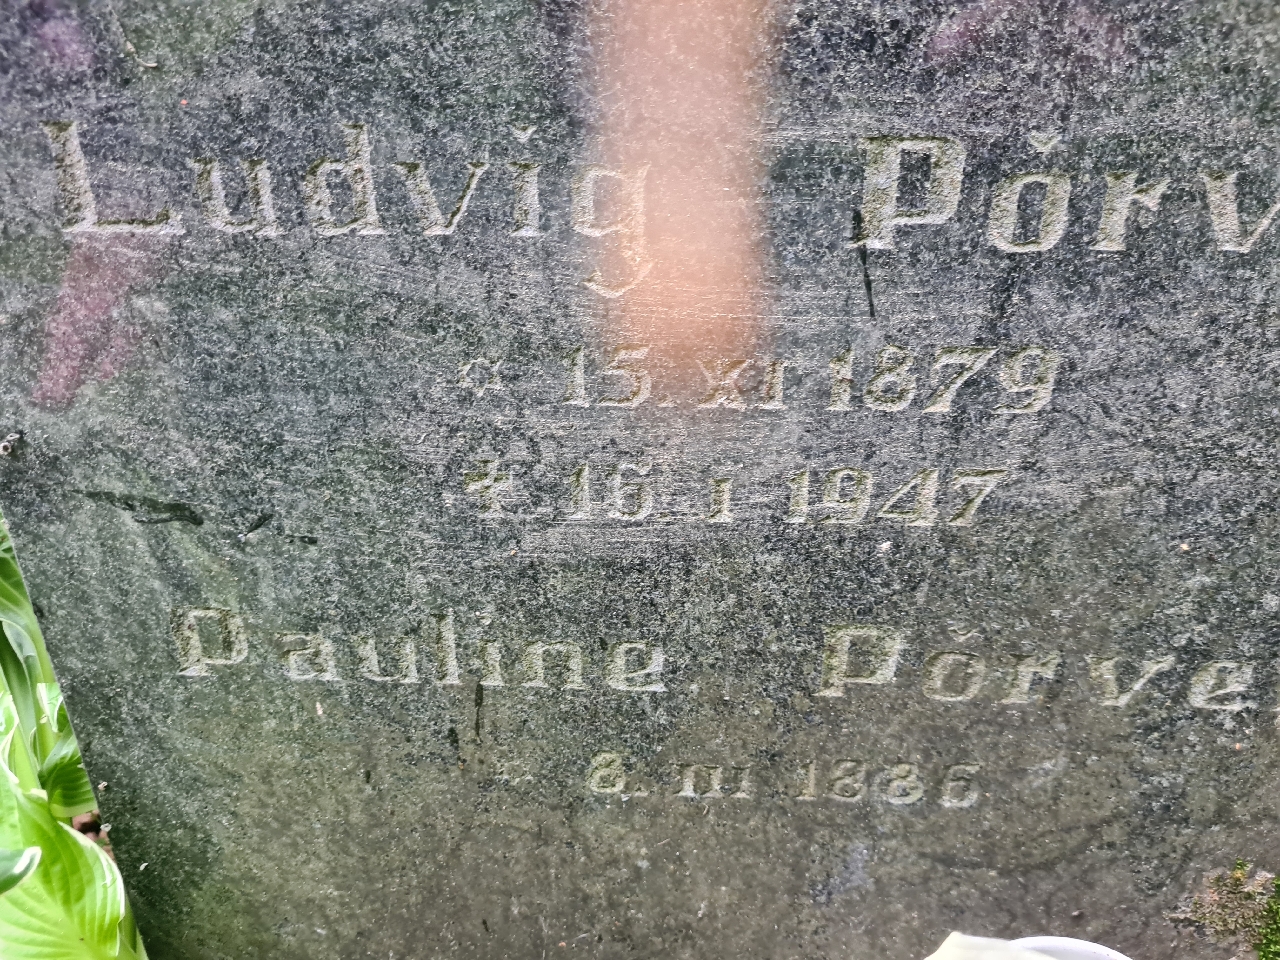 Ludvig Põrv
¤ 15. XI 1879
† 16. I 1947
Pauline Põrve
8. III 1886